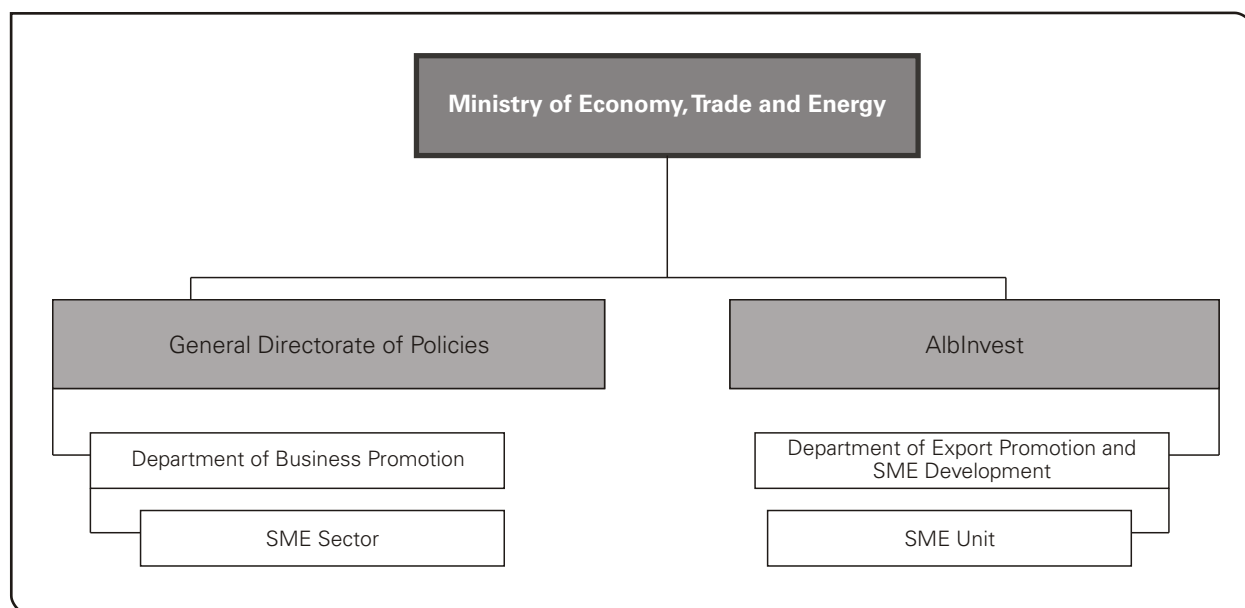 Ministry of Economy, Trade and Energy
General Directorate of Policies
AlbInvest
Department of Business Promotion
Department of Export Promotion and
SME Development
SME Sector
SME Unit